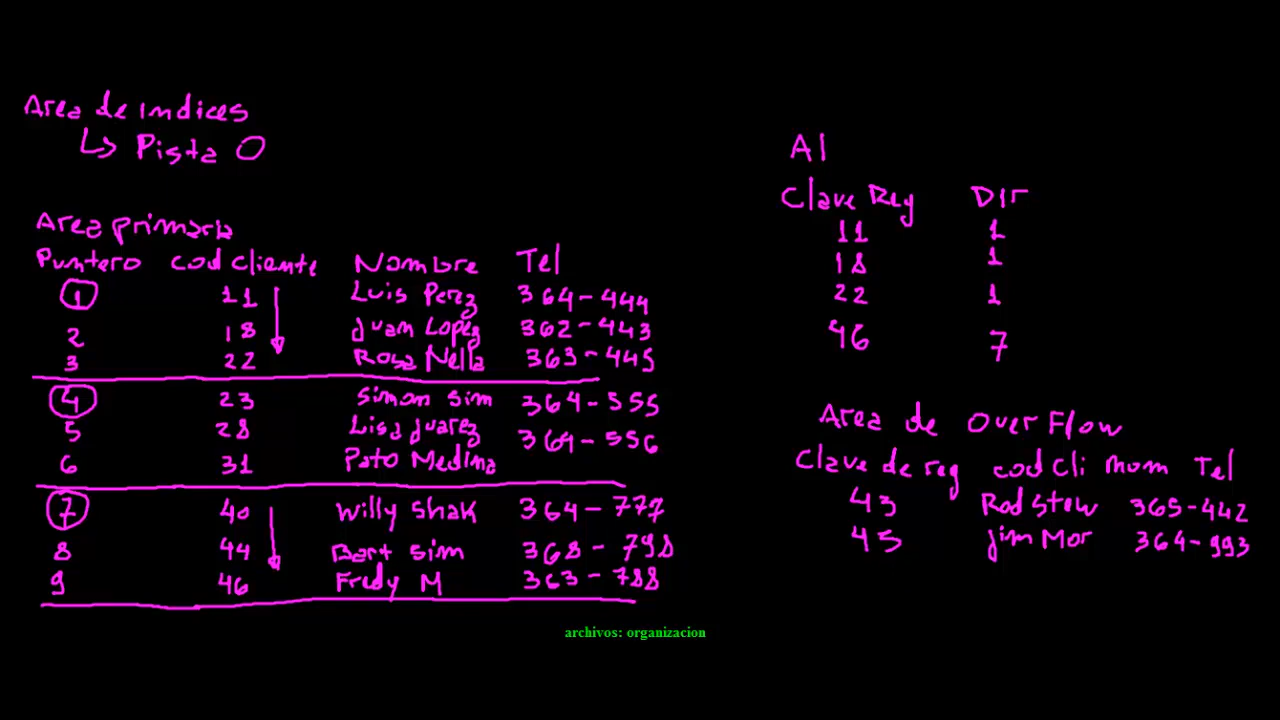 Area de indices
↳ Pista 0
Area primaria
Puntero cod cliente Nombre Tel
1 11 Luis Perez 364-444
2 18 Juan Lopez 362-443
3 22 Rosa Nella 363-445
4 23 Simon Sim 364-555
5 28 Lisa Juarez 364-556
6 31 Pato Medina
7 40 Willy Shak 364-777
8 44 Bart Sim 368-798
9 46 Fredy M 363-788
AI
Clave Reg Dir
11 1
18 1
22 1
46 7
Area de OverFlow
Clave de reg cod cli nom Tel
43 Rod Stew 365-442
45 Jim Mor 364-993
archivos: organizacion